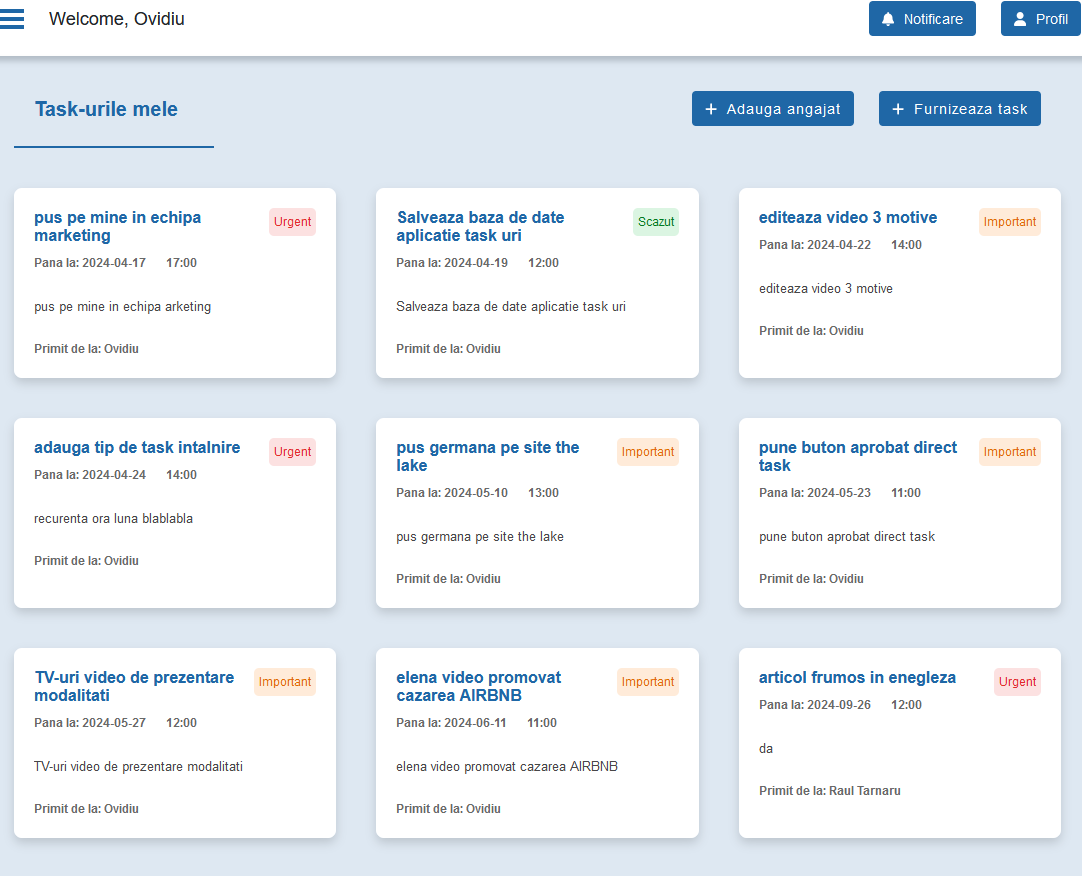 Welcome, Ovidiu
Notificare
Profil
Task-urile mele
+ Adauga angajat
+ Furnizeaza task
pus pe mine in echipa
marketing
Urgent
Pana la: 2024-04-17 17:00
pus pe mine in echipa arketing
Primit de la: Ovidiu
Salveaza baza de date
aplicatie task uri
Scazut
Pana la: 2024-04-19 12:00
Salveaza baza de date aplicatie task uri
Primit de la: Ovidiu
editeaza video 3 motive
Important
Pana la: 2024-04-22 14:00
editeaza video 3 motive
Primit de la: Ovidiu
adauga tip de task intalnire
Urgent
Pana la: 2024-04-24 14:00
recurenta ora luna blablabla
Primit de la: Ovidiu
pus germana pe site the
lake
Important
Pana la: 2024-05-10 13:00
pus germana pe site the lake
Primit de la: Ovidiu
pune buton aprobat direct
task
Important
Pana la: 2024-05-23 11:00
pune buton aprobat direct task
Primit de la: Ovidiu
TV-uri video de prezentare
modalitati
Important
Pana la: 2024-05-27 12:00
TV-uri video de prezentare modalitati
Primit de la: Ovidiu
elena video promovat
cazarea AIRBNB
Important
Pana la: 2024-06-11 11:00
elena video promovat cazarea AIRBNB
Primit de la: Ovidiu
articol frumos in enegleza
Urgent
Pana la: 2024-09-26 12:00
da
Primit de la: Raul Tarnaru